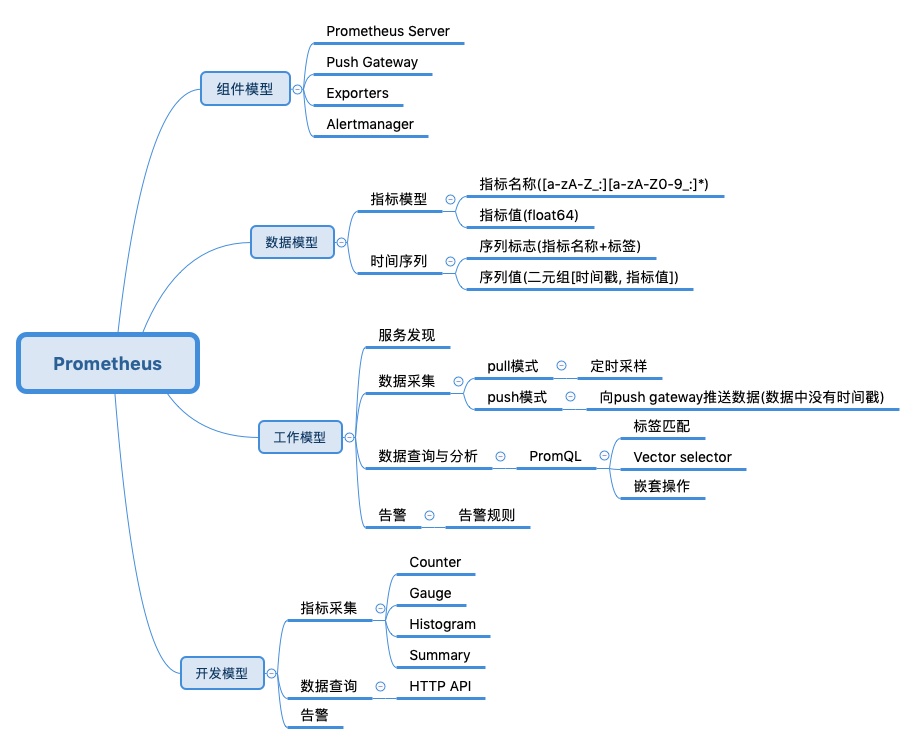 Prometheus
组件模型
Prometheus Server
Push Gateway
Exporters
Alertmanager
数据模型
指标模型
指标名称([a-zA-Z_:][a-zA-Z0-9_:]*)
指标值(float64)
时间序列
序列标志(指标名称+标签)
序列值(二元组[时间戳, 指标值])
工作模型
服务发现
数据采集
pull模式
定时采样
push模式
向push gateway推送数据(数据中没有时间戳)
数据查询与分析
PromQL
标签匹配
Vector selector
嵌套操作
告警
告警规则
开发模型
指标采集
Counter
Gauge
Histogram
Summary
数据查询
HTTP API
告警